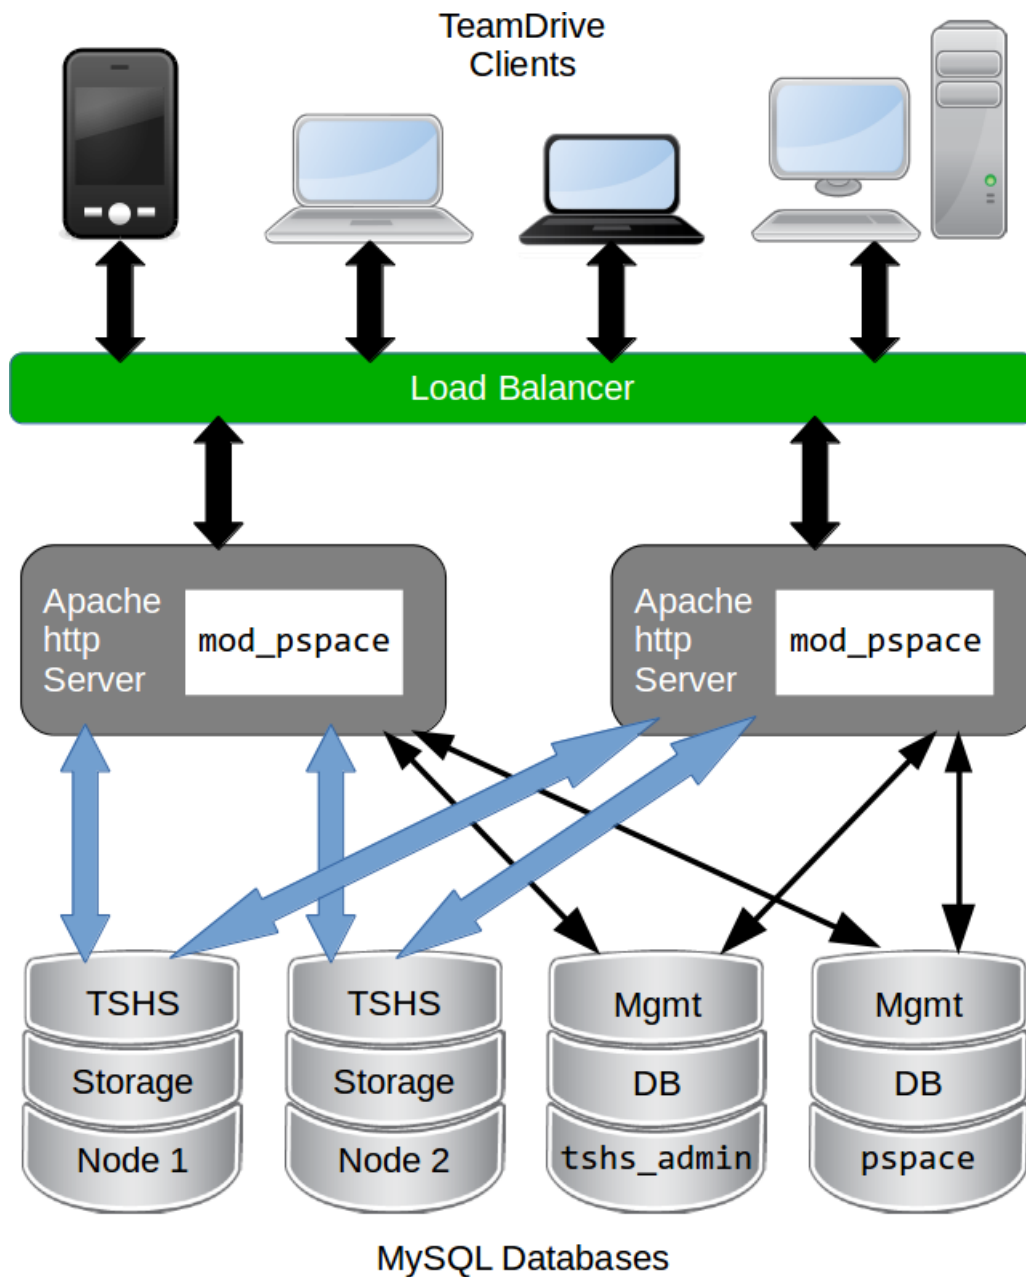 TeamDrive
Clients
Load Balancer
Apache
http
Server
mod_pspace
Apache
http
Server
mod_pspace
TSHS
Storage
Node 1
TSHS
Storage
Node 2
Mgmt
DB
tshs_admin
Mgmt
DB
pspace
MySQL Databases